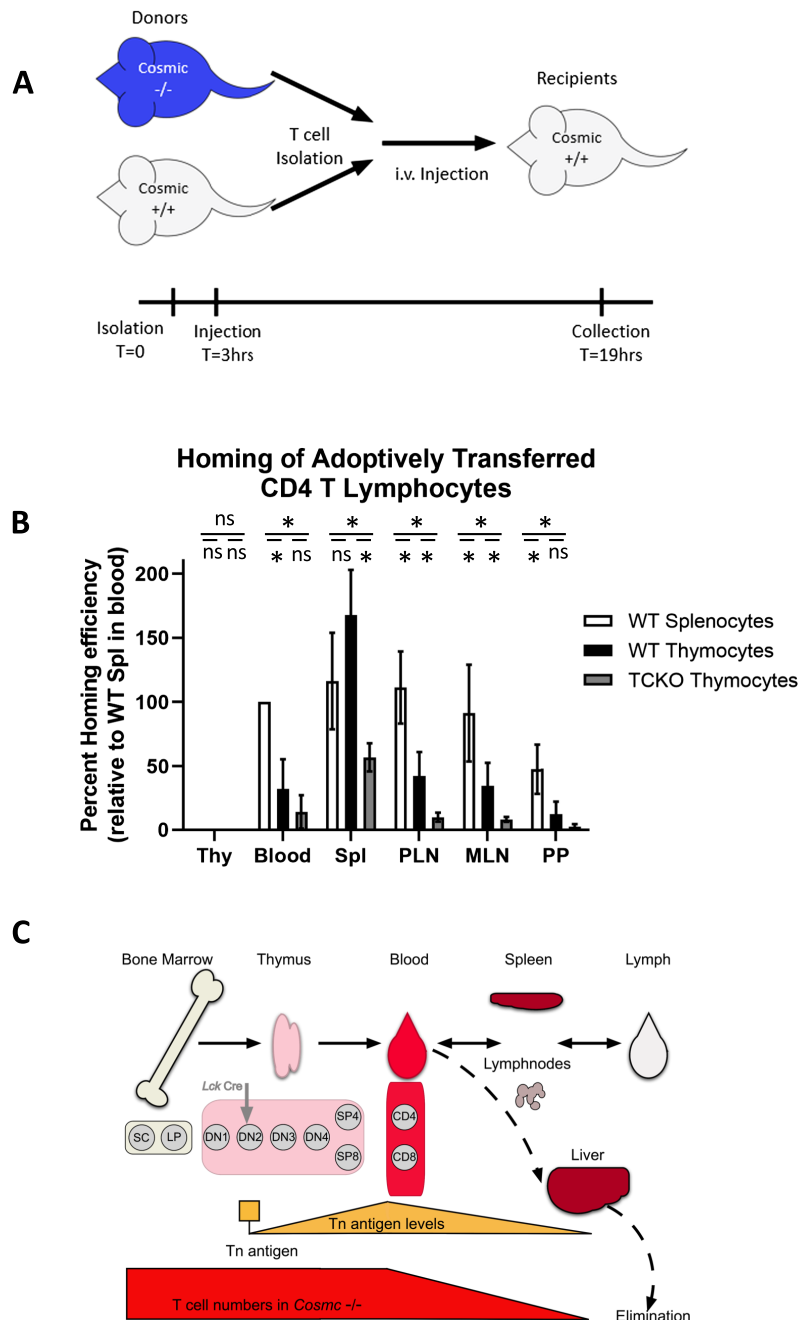 A
Donors
Cosmic
-/-
Cosmic
+/+
T cell
Isolation
i.v. Injection
Recipients
Cosmic
+/+
Isolation
T=0
Injection
T=3hrs
Collection
T=19hrs
B
Homing of Adoptively Transferred
CD4 T Lymphocytes
ns * * * * *
ns ns * ns ns * * * * * * ns
Percent Homing efficiency
(relative to WT Spl in blood)
200
150
100
50
0
Thy Blood Spl PLN MLN PP
WT Splenocytes
WT Thymocytes
TCKO Thymocytes
C
Bone Marrow Thymus Blood Spleen Lymph
Lymphnodes
Lck Cre
SC LP DN1 DN2 DN3 DN4 SP4 SP8
CD4
CD8
Liver
Tn antigen levels
Tn antigen
T cell numbers in Cosmc -/-
Elimination